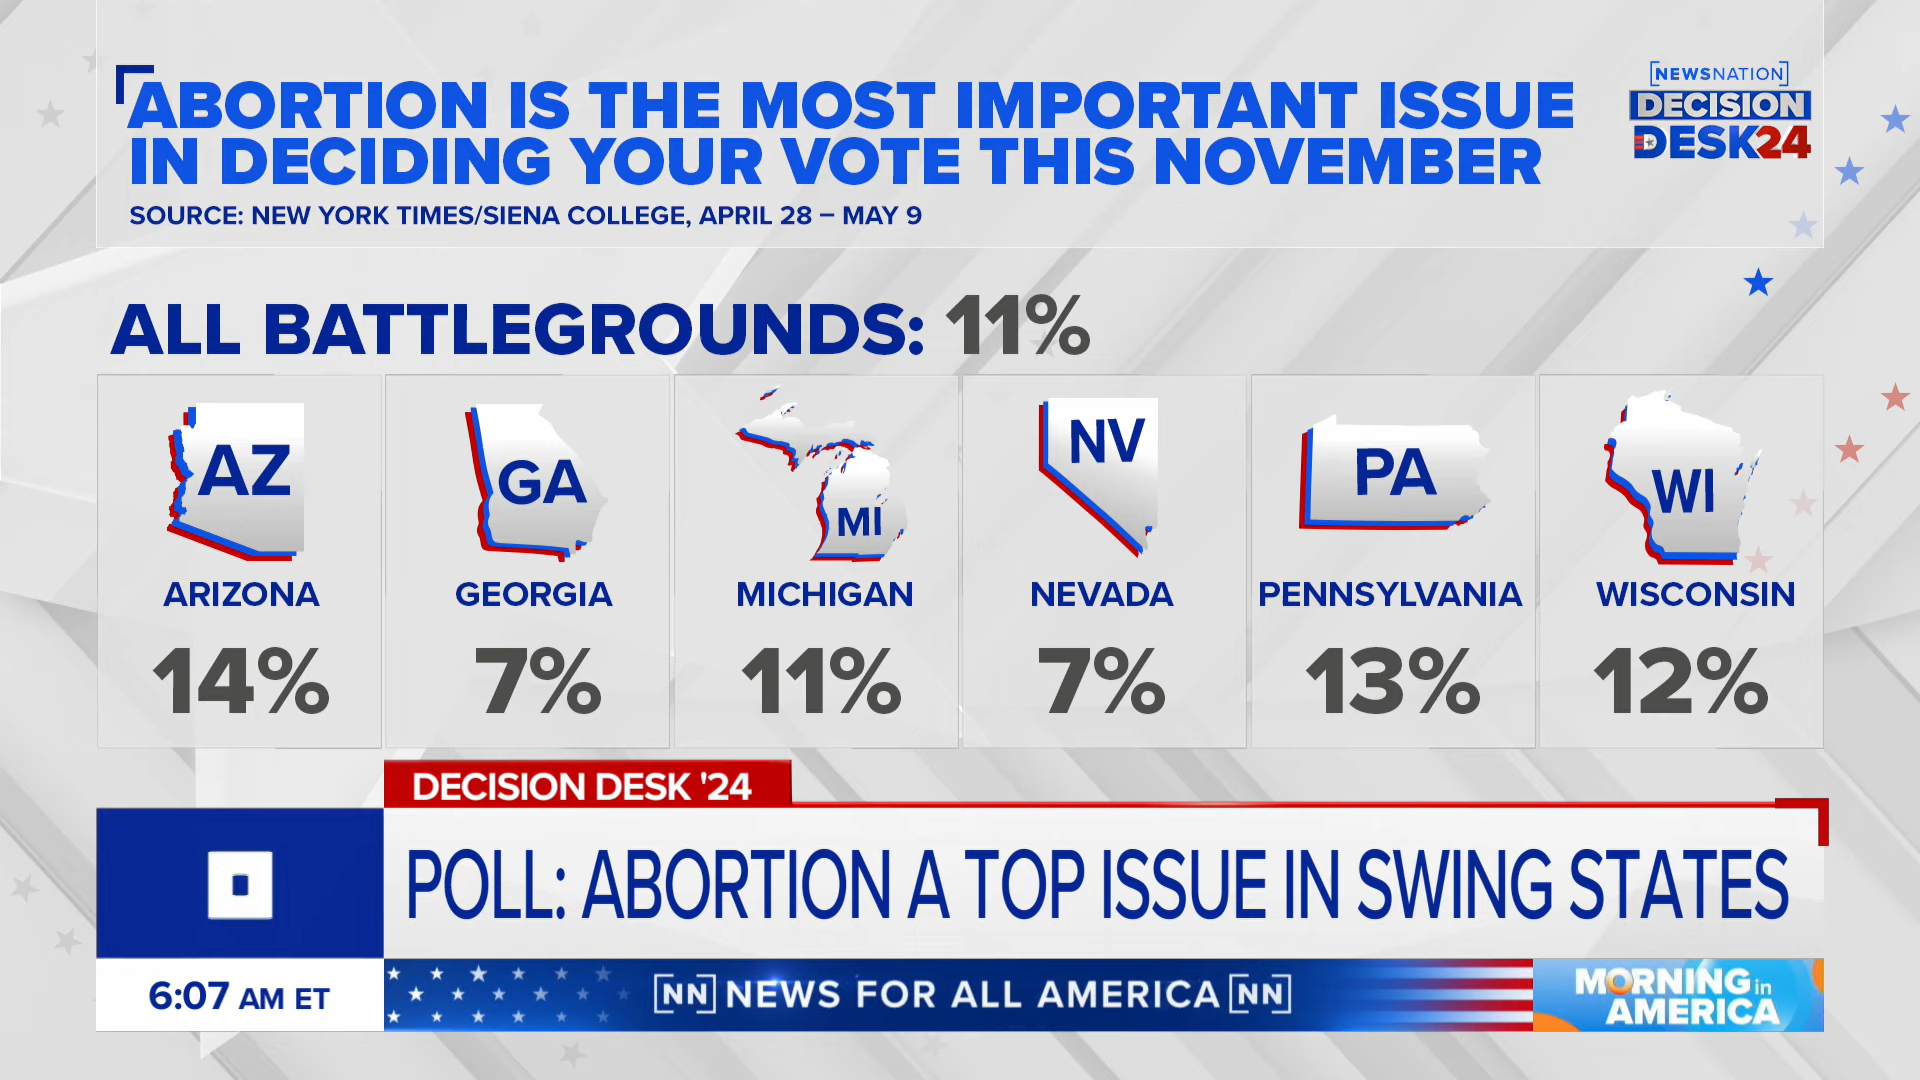 ABORTION IS THE MOST IMPORTANT ISSUE
IN DECIDING YOUR VOTE THIS NOVEMBER
SOURCE: NEW YORK TIMES/SIENA COLLEGE, APRIL 28 – MAY 9
[NEWSNATION]
DECISION
DESK24
ALL BATTLEGROUNDS: 11%
AZ
GA
MI
NV
PA
WI
ARIZONA
GEORGIA
MICHIGAN
NEVADA
PENNSYLVANIA
WISCONSIN
14%
7%
11%
7%
13%
12%
DECISION DESK '24
POLL: ABORTION A TOP ISSUE IN SWING STATES
6:07 AM ET
[NN] NEWS FOR ALL AMERICA [NN]
MORNING in
AMERICA